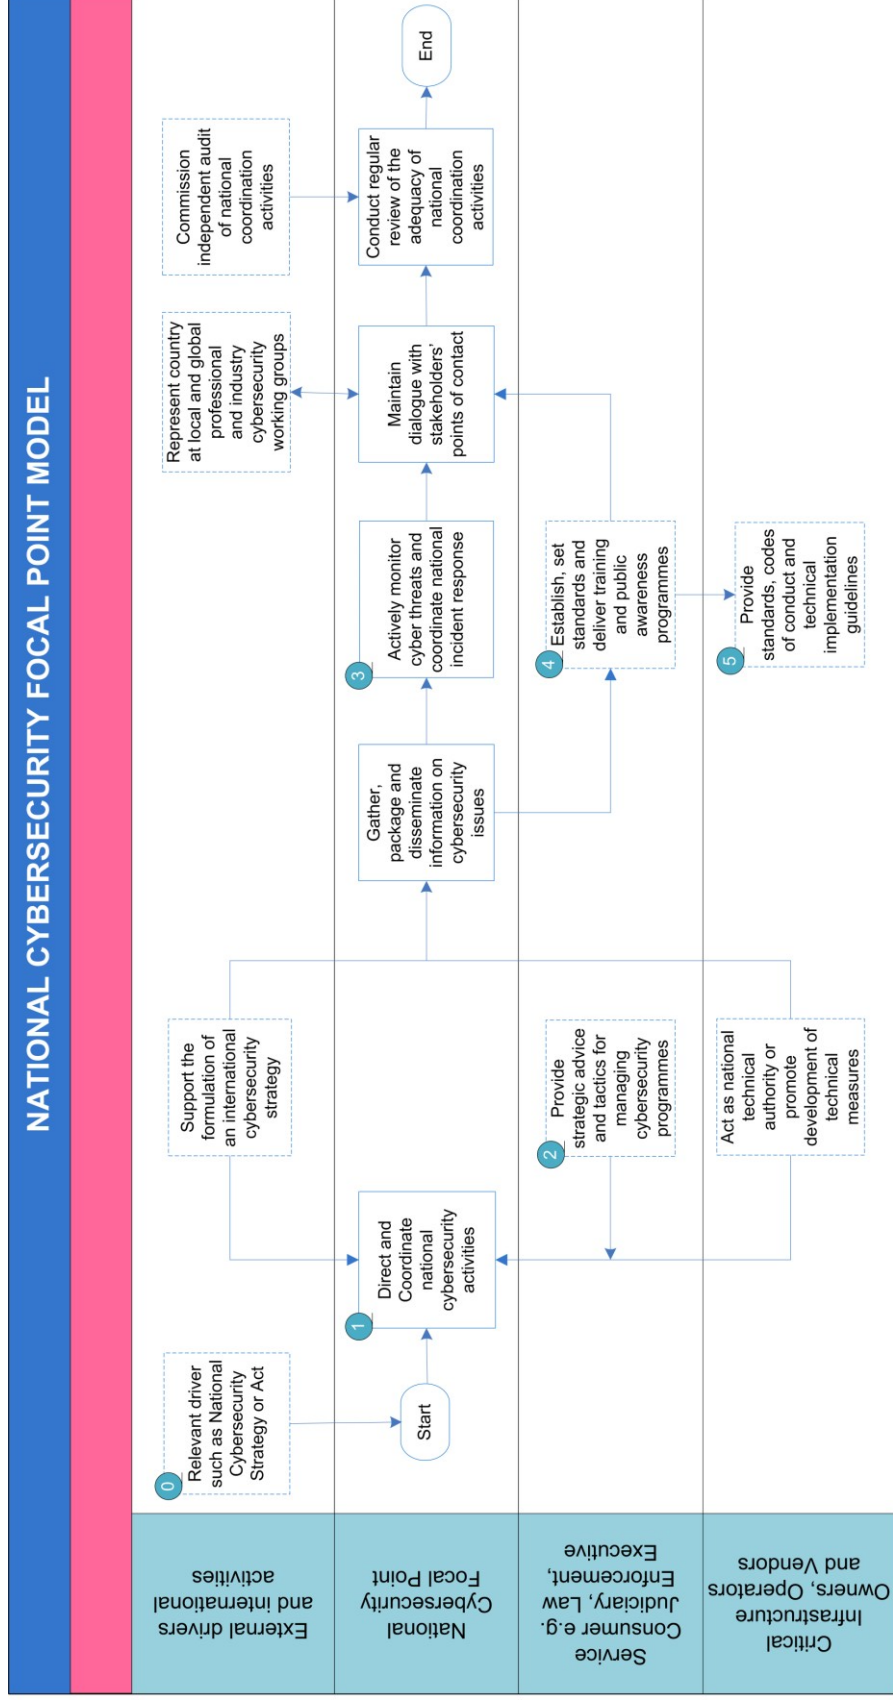 NATIONAL CYBERSECURITY FOCAL POINT MODEL
External drivers
and international
activities
0
Relevant driver
such as National
Cybersecurity
Strategy or Act
Support the
formulation of
an international
cybersecurity
strategy
Represent country
at local and global
professional
and industry
cybersecurity
working groups
Commission
independent audit
of national
coordination
activities
National
Cybersecurity
Focal Point
Start
1
Direct and
Coordinate
national
cybersecurity
activities
Gather,
package and
disseminate
information on
cybersecurity
issues
3
Actively monitor
cyber threats and
coordinate national
incident response
Maintain
dialogue with
stakeholders’
points of contact
Conduct regular
review of the
adequacy of
national
coordination
activities
End
Service
Consumer e.g.
Judiciary, Law
Enforcement,
Executive
2
Provide
strategic advice
and tactics for
managing
cybersecurity
programmes
4
Establish, set
standards and
deliver training
and public
awareness
programmes
Critical
Infrastructure
Owners, Operators
and Vendors
Act as national
technical
authority or
promote
development of
technical
measures
5
Provide
standards, codes
of conduct and
technical
implementation
guidelines